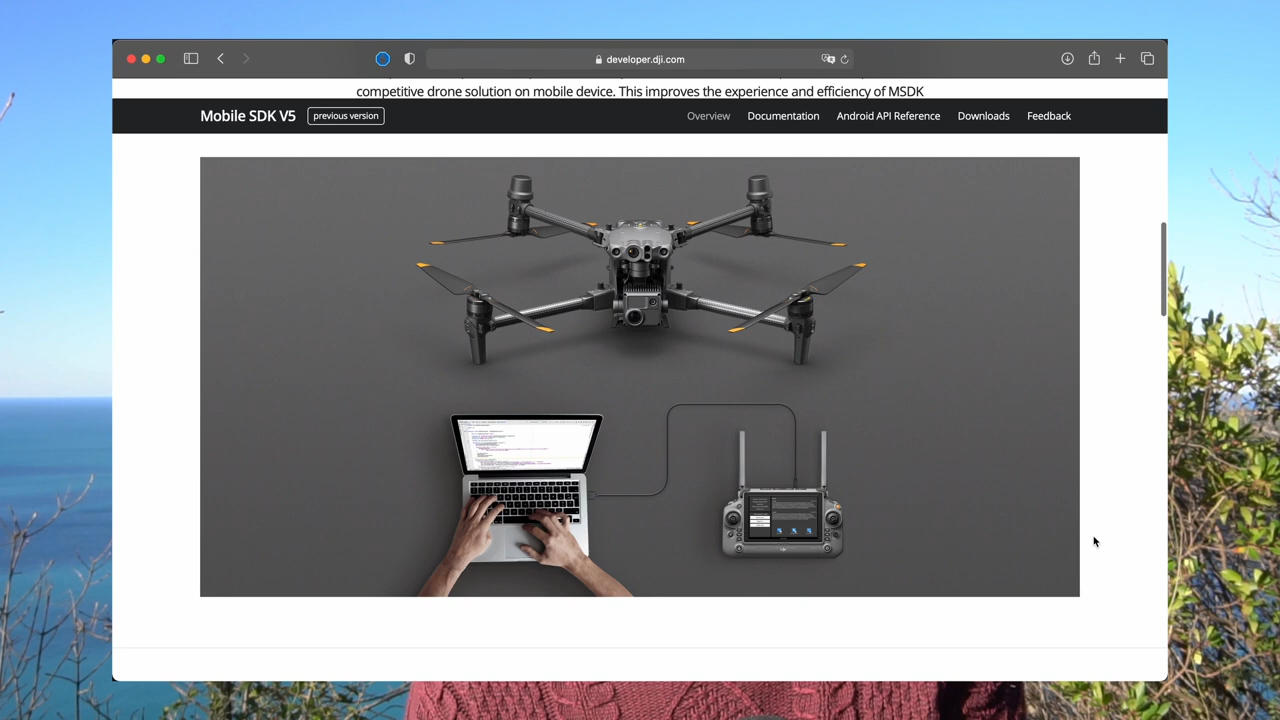 developer.dji.com
competitive drone solution on mobile device. This improves the experience and efficiency of MSDK
Mobile SDK V5
previous version
Overview
Documentation
Android API Reference
Downloads
Feedback